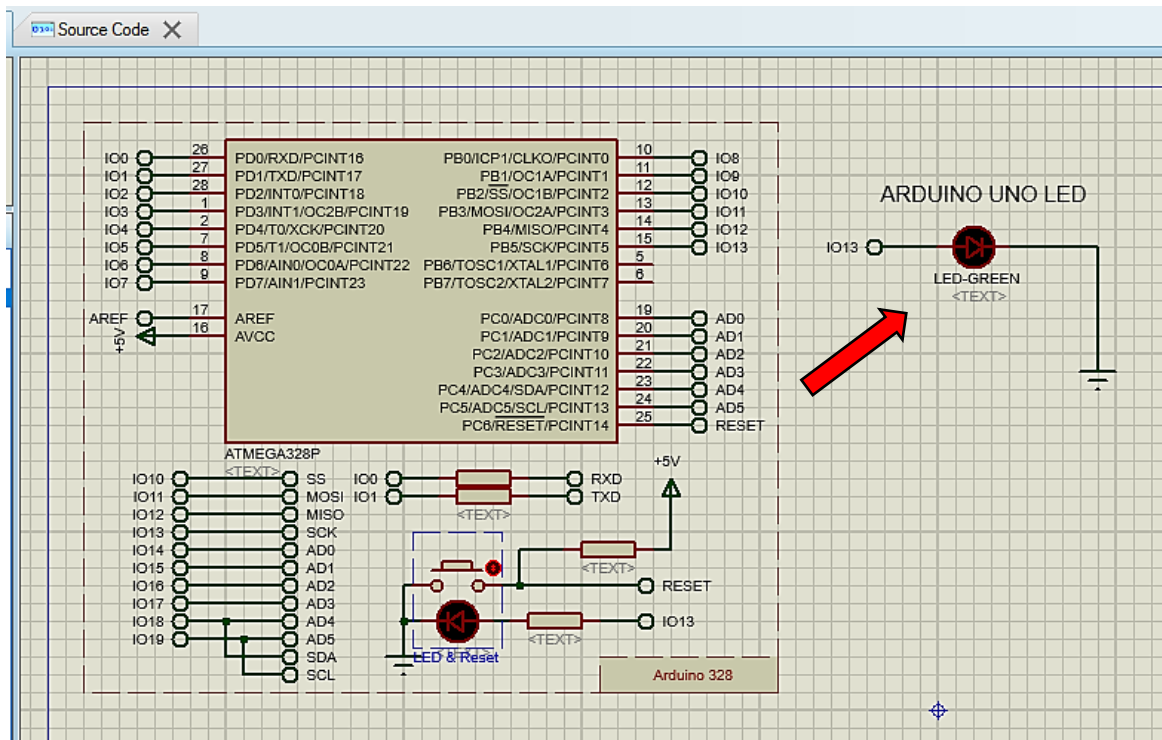 Source Code
ARDUINO UNO LED
IO13
LED-GREEN
<TEXT>
IO0 26 PD0/RXD/PCINT16 PB0/ICP1/CLKO/PCINT0 10 IO8
IO1 27 PD1/TXD/PCINT17 PB1/OC1A/PCINT1 11 IO9
IO2 28 PD2/INT0/PCINT18 PB2/SS/OC1B/PCINT2 12 IO10
IO3 1 PD3/INT1/OC2B/PCINT19 PB3/MOSI/OC2A/PCINT3 13 IO11
IO4 2 PD4/T0/XCK/PCINT20 PB4/MISO/PCINT4 14 IO12
IO5 7 PD5/T1/OC0B/PCINT21 PB5/SCK/PCINT5 15 IO13
IO6 8 PD6/AIN0/OC0A/PCINT22 PB6/TOSC1/XTAL1/PCINT6 5
IO7 9 PD7/AIN1/PCINT23 PB7/TOSC2/XTAL2/PCINT7 6
AREF 17 AREF PC0/ADC0/PCINT8 19 AD0
+5V 16 AVCC PC1/ADC1/PCINT9 20 AD1
PC2/ADC2/PCINT10 21 AD2
PC3/ADC3/PCINT11 22 AD3
PC4/ADC4/SDA/PCINT12 23 AD4
PC5/ADC5/SCL/PCINT13 24 AD5
PC6/RESET/PCINT14 25 RESET
ATMEGA328P
<TEXT>
IO10 SS
IO11 MOSI
IO12 MISO
IO13 SCK
IO14 AD0
IO15 AD1
IO16 AD2
IO17 AD3
IO18 AD4
IO19 AD5
SDA
SCL
IO0 RXD
IO1 TXD
<TEXT>
+5V
<TEXT>
RESET
IO13
<TEXT>
<TEXT>
LED & Reset
Arduino 328